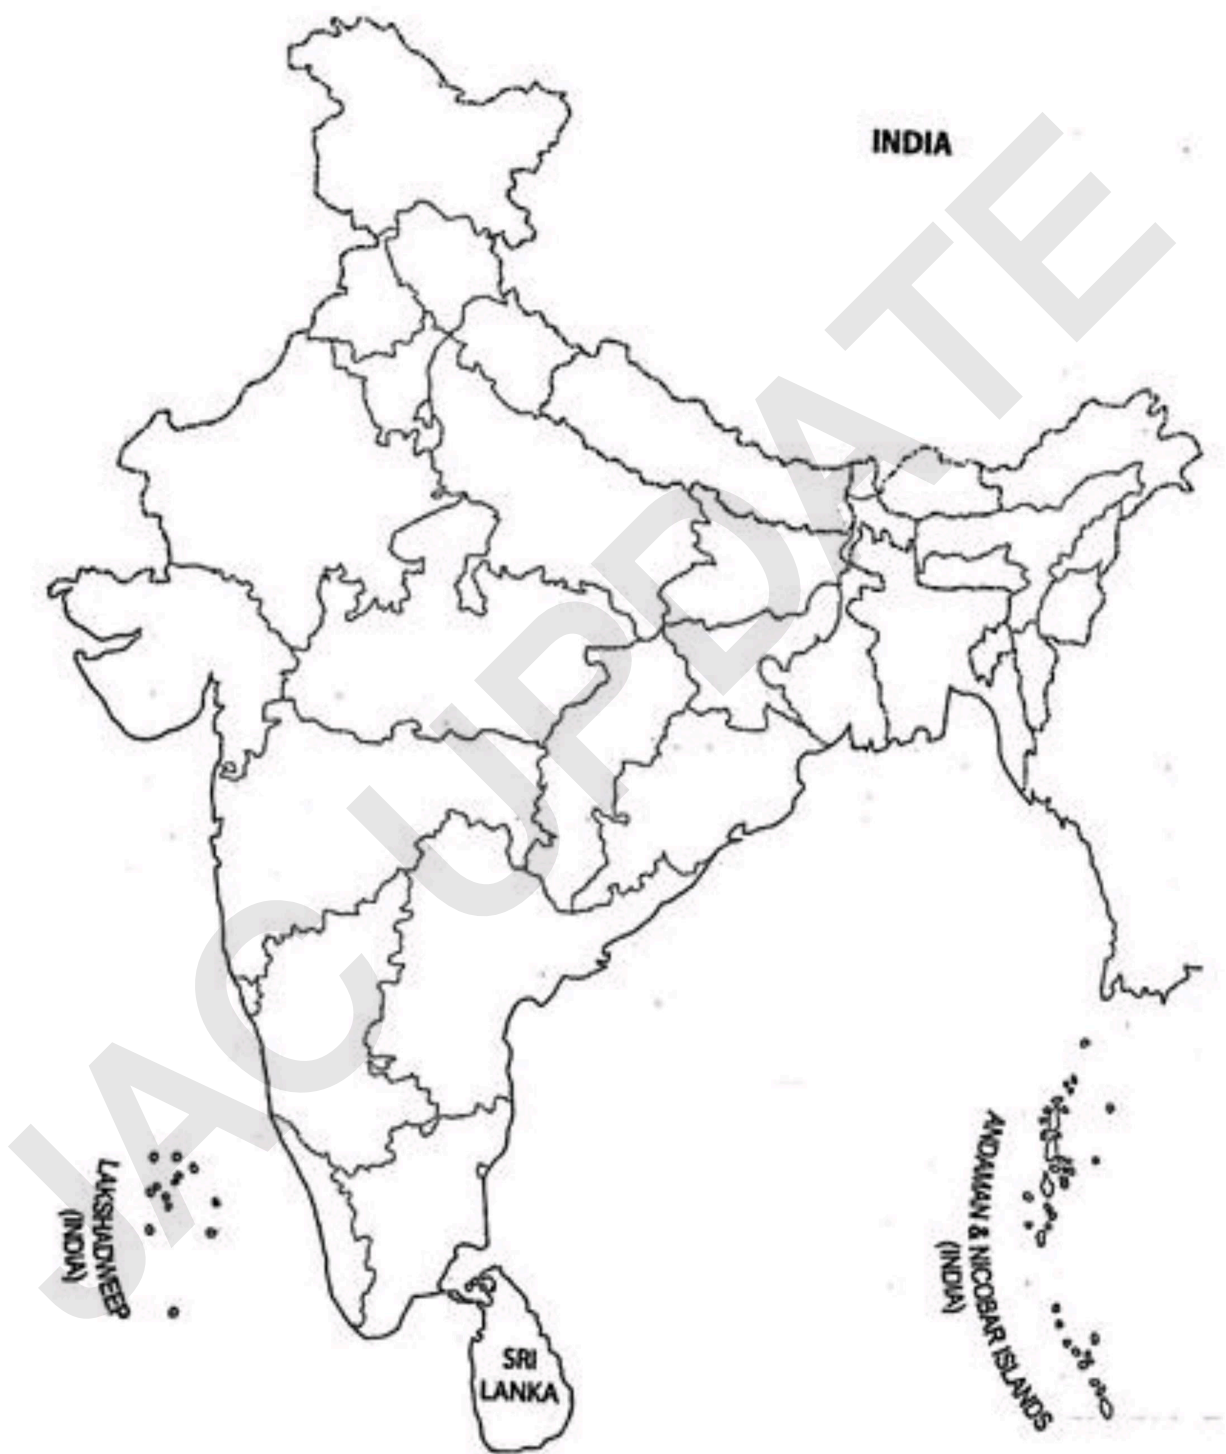 INDIA
JAC UPDATE
LAKSHADWEEP
(INDIA)
ANDAMAN & NICOBAR ISLANDS
(INDIA)
SRI
LANKA